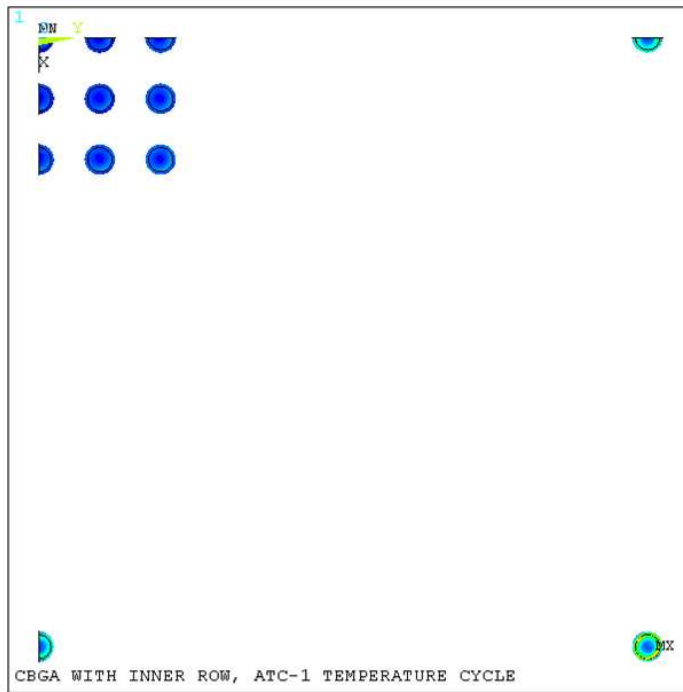 1
MN Y
X
MX
CBGA WITH INNER ROW, ATC-1 TEMPERATURE CYCLE